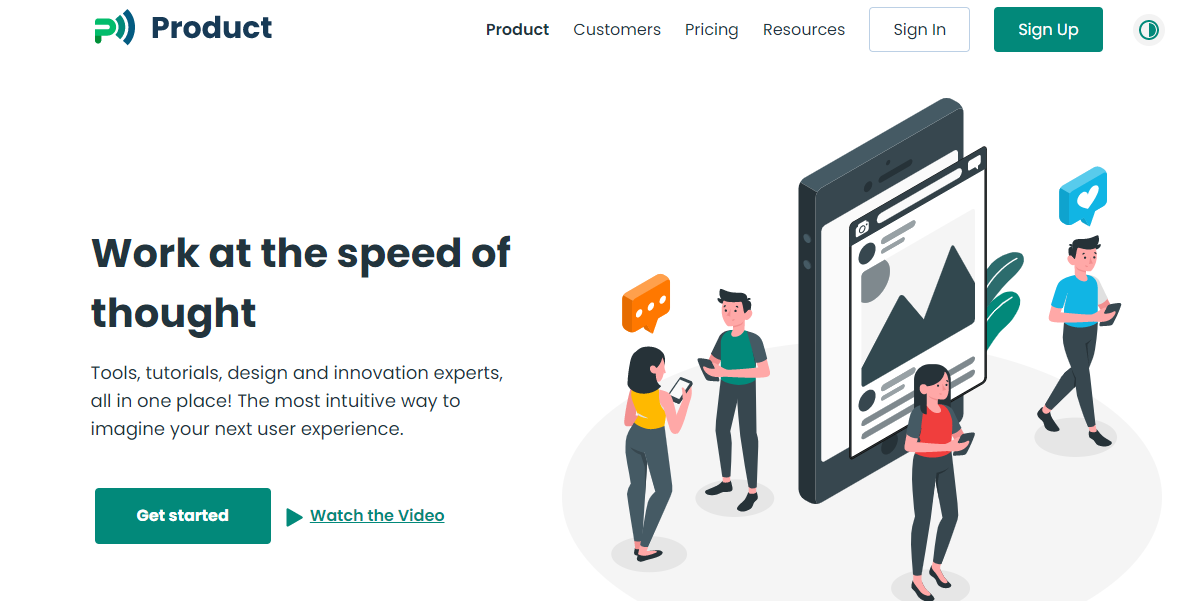 Product
Product Customers Pricing Resources Sign In Sign Up
Work at the speed of
thought
Tools, tutorials, design and innovation experts,
all in one place! The most intuitive way to
imagine your next user experience.
Get started Watch the Video